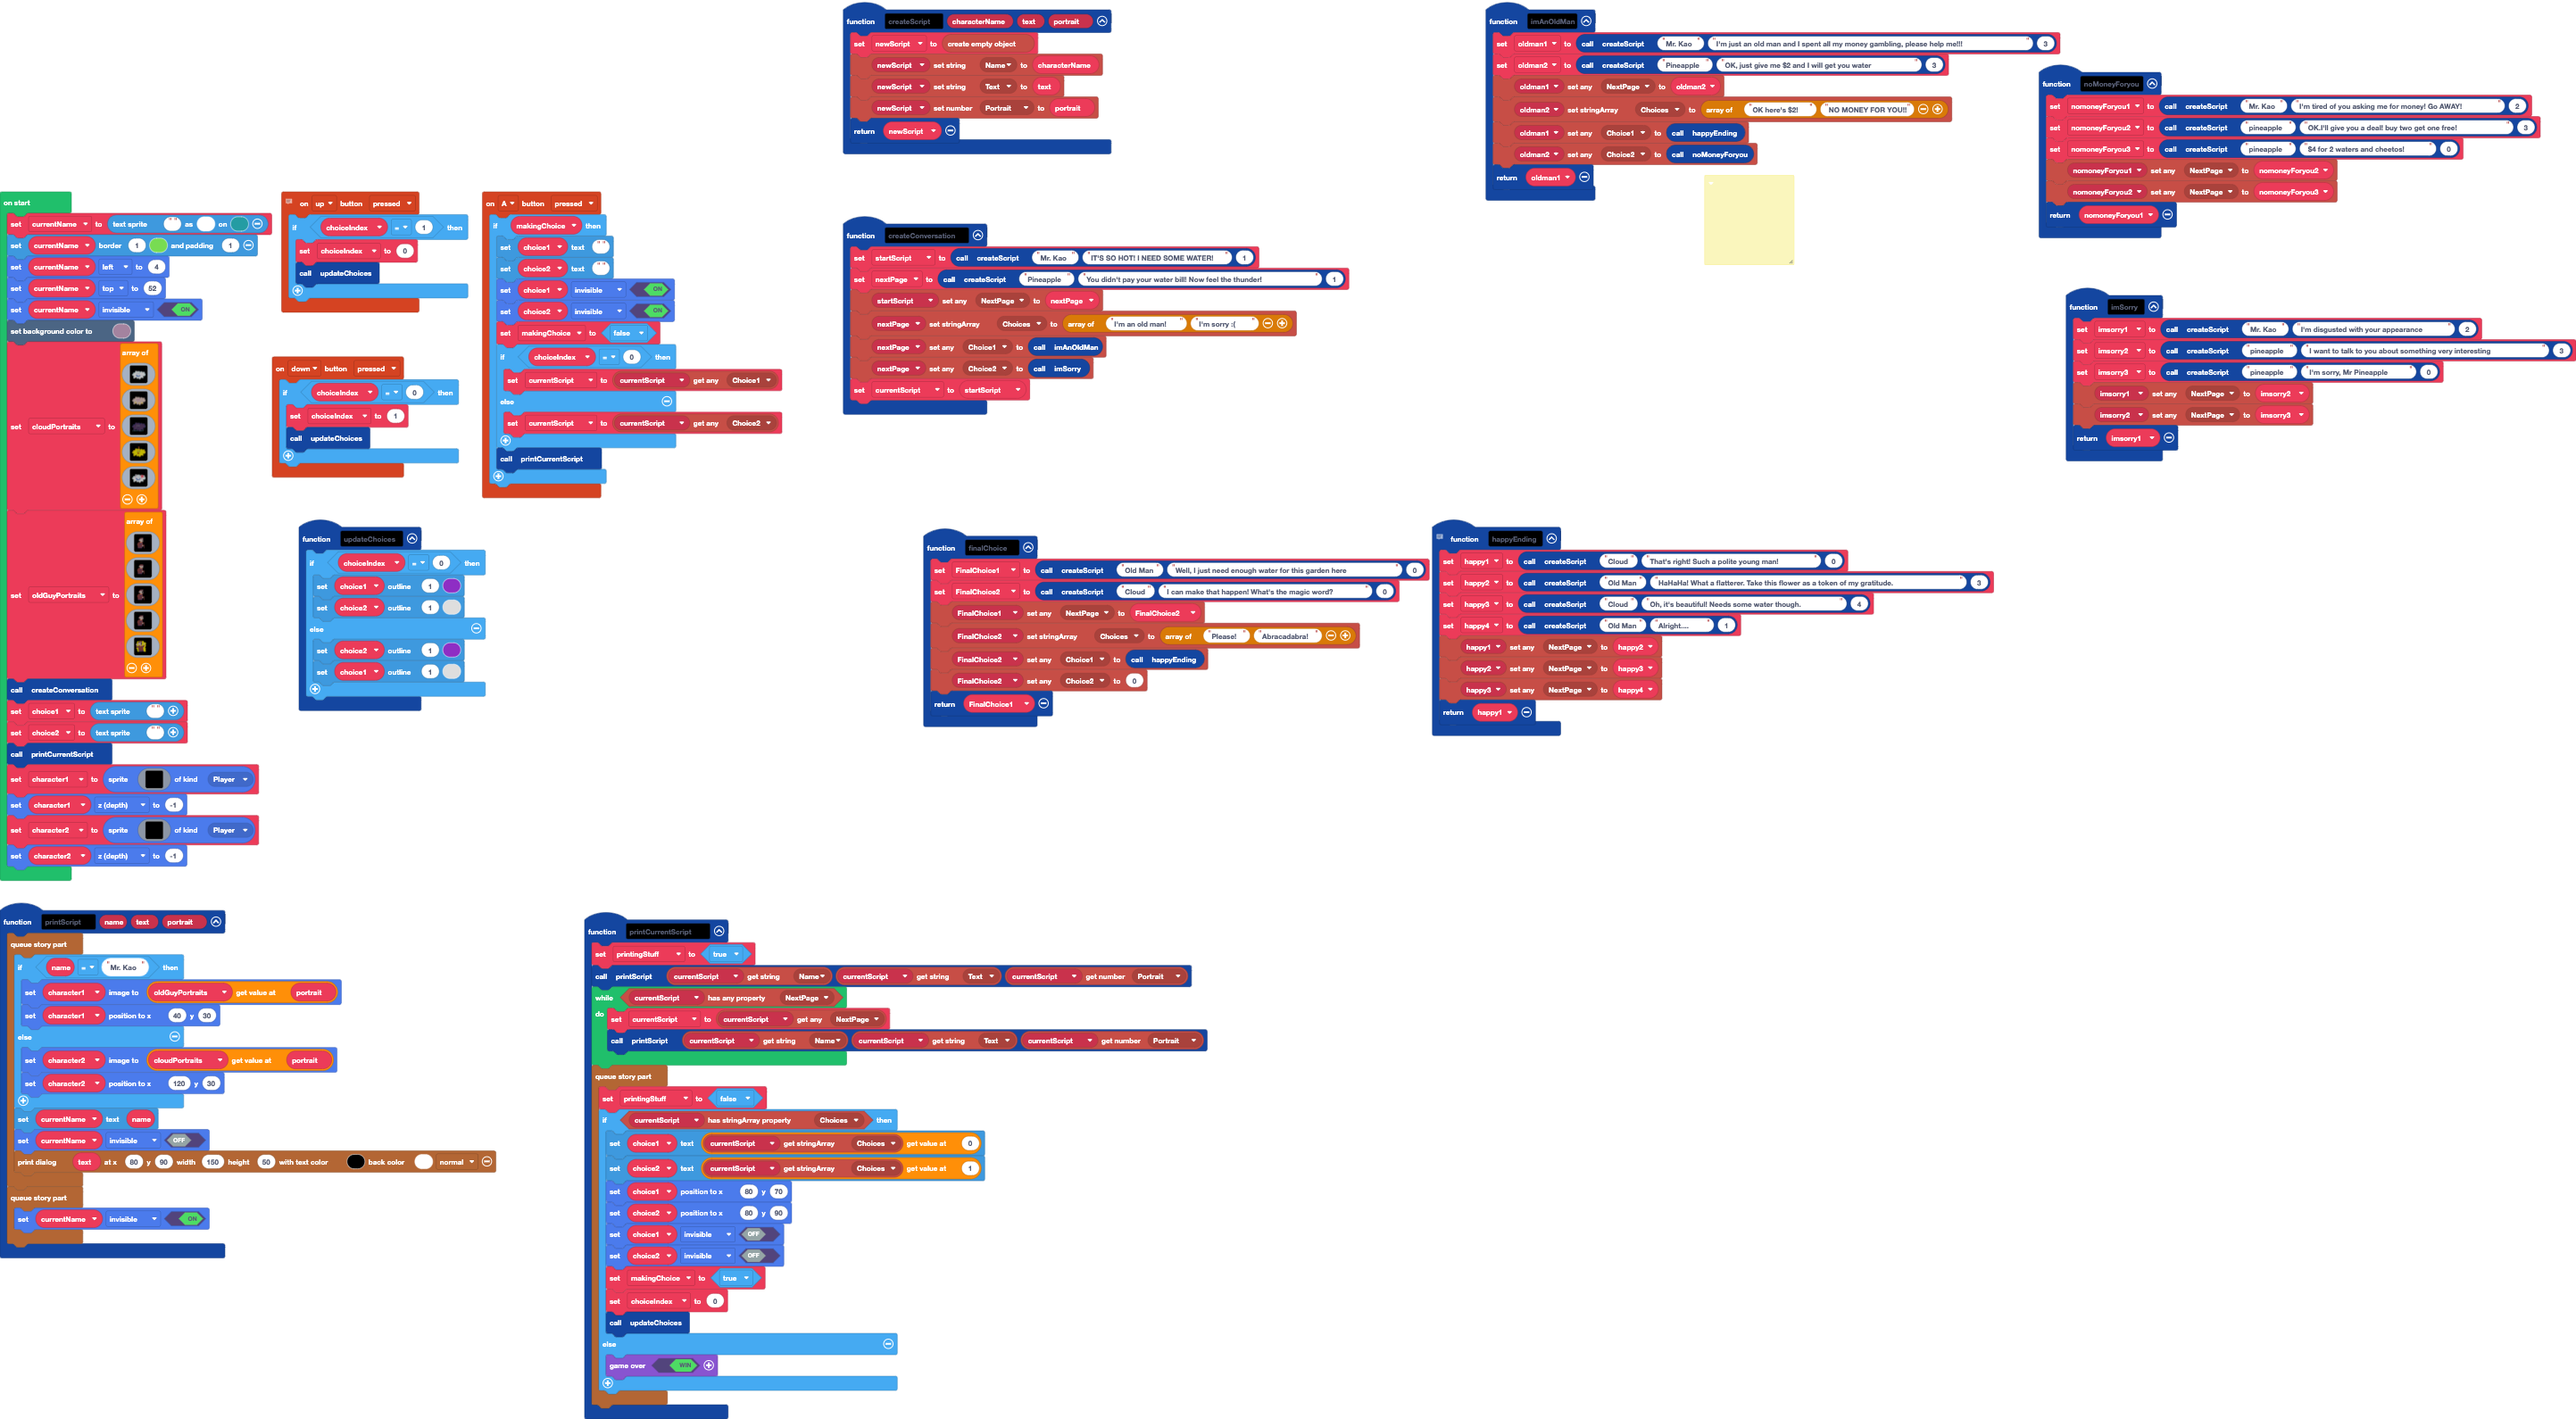 function createScript characterName text portrait
set newScript to create empty object
newScript set string Name to characterName
newScript set string Text to text
newScript set number Portrait to portrait
return newScript
function imAnOldMan
set oldman1 to call createScript "Mr. Kao" "I'm just an old man and I spent all my money gambling, please help me!!!" 3
set oldman2 to call createScript "Pineapple" "OK, just give me $2 and I will get you water" 3
oldman1 set any NextPage to oldman2
oldman2 set stringArray Choices to array of "OK here's $2!" "NO MONEY FOR YOU!!"
oldman1 set any Choice1 to call happyEnding
oldman2 set any Choice2 to call noMoneyForyou
return oldman1
function noMoneyForyou
set nomoneyForyou1 to call createScript "Mr. Kao" "I'm tired of you asking me for money! Go AWAY!" 2
set nomoneyForyou2 to call createScript "pineapple" "OK.I'll give you a deal! buy two get one free!" 3
set nomoneyForyou3 to call createScript "pineapple" "$4 for 2 waters and cheetos!" 0
nomoneyForyou1 set any NextPage to nomoneyForyou2
nomoneyForyou2 set any NextPage to nomoneyForyou3
return nomoneyForyou1
on start
set currentName to text sprite " " as on
set currentName border 1 and padding 1
set currentName left to 4
set currentName top to 52
set currentName invisible ON
set background color to
set cloudPortraits to array of
set oldGuyPortraits to array of
call createConversation
set choice1 to text sprite " "
set choice2 to text sprite " "
call printCurrentScript
set character1 to sprite of kind Player
set character1 z (depth) to -1
set character2 to sprite of kind Player
set character2 z (depth) to -1
on up button pressed
if choiceIndex = 1 then
set choiceIndex to 0
call updateChoices
on down button pressed
if choiceIndex = 0 then
set choiceIndex to 1
call updateChoices
on A button pressed
if makingChoice then
set choice1 text " "
set choice2 text " "
set choice1 invisible ON
set choice2 invisible ON
set makingChoice to false
if choiceIndex = 0 then
set currentScript to currentScript get any Choice1
else
set currentScript to currentScript get any Choice2
call printCurrentScript
function createConversation
set startScript to call createScript "Mr. Kao" "IT'S SO HOT! I NEED SOME WATER!" 1
set nextPage to call createScript "Pineapple" "You didn't pay your water bill! Now feel the thunder!" 1
startScript set any NextPage to nextPage
nextPage set stringArray Choices to array of "I'm an old man!" "I'm sorry :("
nextPage set any Choice1 to call imAnOldMan
nextPage set any Choice2 to call imSorry
set currentScript to startScript
function imSorry
set imsorry1 to call createScript "Mr. Kao" "I'm disgusted with your appearance" 2
set imsorry2 to call createScript "pineapple" "I want to talk to you about something very interesting" 3
set imsorry3 to call createScript "pineapple" "I'm sorry, Mr Pineapple" 0
imsorry1 set any NextPage to imsorry2
imsorry2 set any NextPage to imsorry3
return imsorry1
function updateChoices
if choiceIndex = 0 then
set choice1 outline 1
set choice2 outline 1
else
set choice2 outline 1
set choice1 outline 1
function finalChoice
set FinalChoice1 to call createScript "Old Man" "Well, I just need enough water for this garden here" 0
set FinalChoice2 to call createScript "Cloud" "I can make that happen! What's the magic word?" 0
FinalChoice1 set any NextPage to FinalChoice2
FinalChoice2 set stringArray Choices to array of "Please!" "Abracadabra!"
FinalChoice2 set any Choice1 to call happyEnding
FinalChoice2 set any Choice2 to 0
return FinalChoice1
function happyEnding
set happy1 to call createScript "Cloud" "That's right! Such a polite young man!" 0
set happy2 to call createScript "Old Man" "HaHaHa! What a flatterer. Take this flower as a token of my gratitude." 3
set happy3 to call createScript "Cloud" "Oh, it's beautiful! Needs some water though." 4
set happy4 to call createScript "Old Man" "Alright...." 1
happy1 set any NextPage to happy2
happy2 set any NextPage to happy3
happy3 set any NextPage to happy4
return happy1
function printScript name text portrait
queue story part
if name = "Mr. Kao" then
set character1 image to oldGuyPortraits get value at portrait
set character1 position to x 40 y 30
else
set character2 image to cloudPortraits get value at portrait
set character2 position to x 120 y 30
set currentName text name
set currentName invisible OFF
print dialog text at x 80 y 90 width 150 height 50 with text color back color normal
queue story part
set currentName invisible ON
function printCurrentScript
set printingStuff to true
call printScript currentScript get string Name currentScript get string Text currentScript get number Portrait
while currentScript has any property NextPage
do set currentScript to currentScript get any NextPage
call printScript currentScript get string Name currentScript get string Text currentScript get number Portrait
queue story part
set printingStuff to false
if currentScript has stringArray property Choices then
set choice1 text currentScript get stringArray Choices get value at 0
set choice2 text currentScript get stringArray Choices get value at 1
set choice1 position to x 80 y 70
set choice2 position to x 80 y 90
set choice1 invisible OFF
set choice2 invisible OFF
set makingChoice to true
set choiceIndex to 0
call updateChoices
else
game over WIN